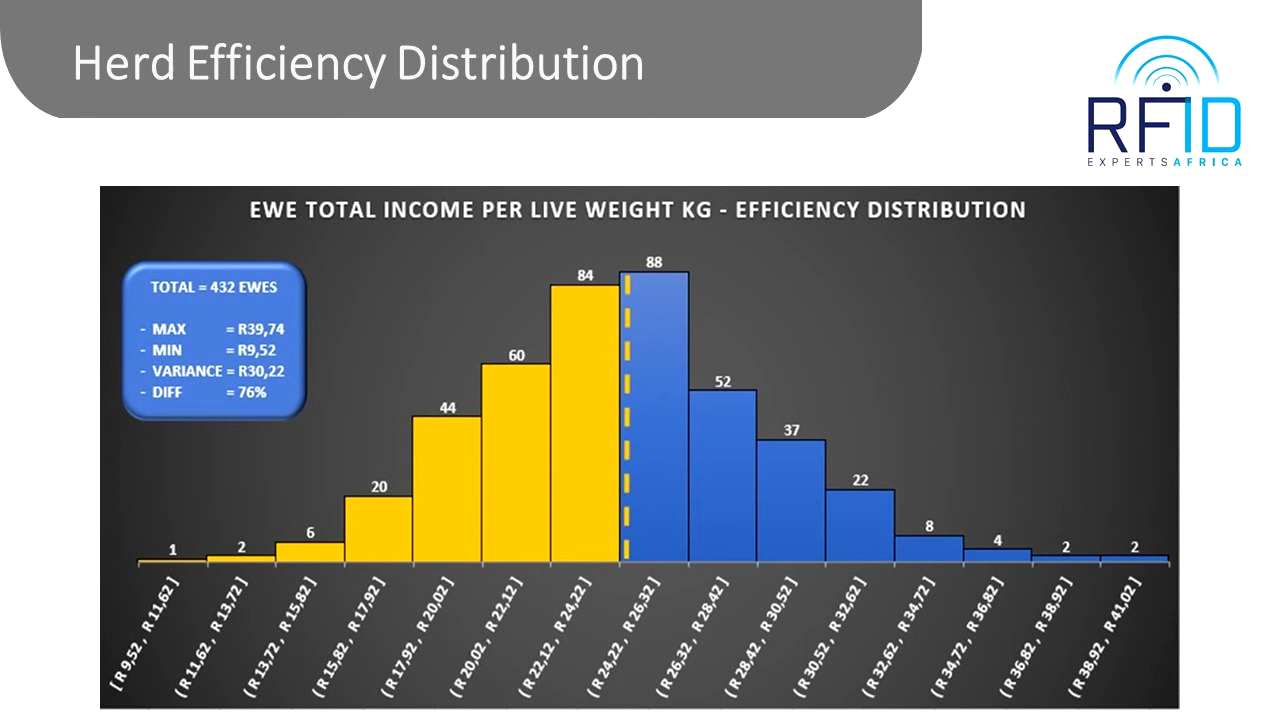 Herd Efficiency Distribution
RFID
EXPERTSAFRICA
EWE TOTAL INCOME PER LIVE WEIGHT KG - EFFICIENCY DISTRIBUTION
TOTAL = 432 EWES
- MAX = R39,74
- MIN = R9,52
- VARIANCE = R30,22
- DIFF = 76%
1
2
6
20
44
60
84
88
52
37
22
8
4
2
2
[ R 9,52 , R 11,62 ]
( R 11,62 , R 13,72 ]
( R 13,72 , R 15,82 ]
( R 15,82 , R 17,92 ]
( R 17,92 , R 20,02 ]
( R 20,02 , R 22,12 ]
( R 22,12 , R 24,22 ]
( R 24,22 , R 26,32 ]
( R 26,32 , R 28,42 ]
( R 28,42 , R 30,52 ]
( R 30,52 , R 32,62 ]
( R 32,62 , R 34,72 ]
( R 34,72 , R 36,82 ]
( R 36,82 , R 38,92 ]
( R 38,92 , R 41,02 ]